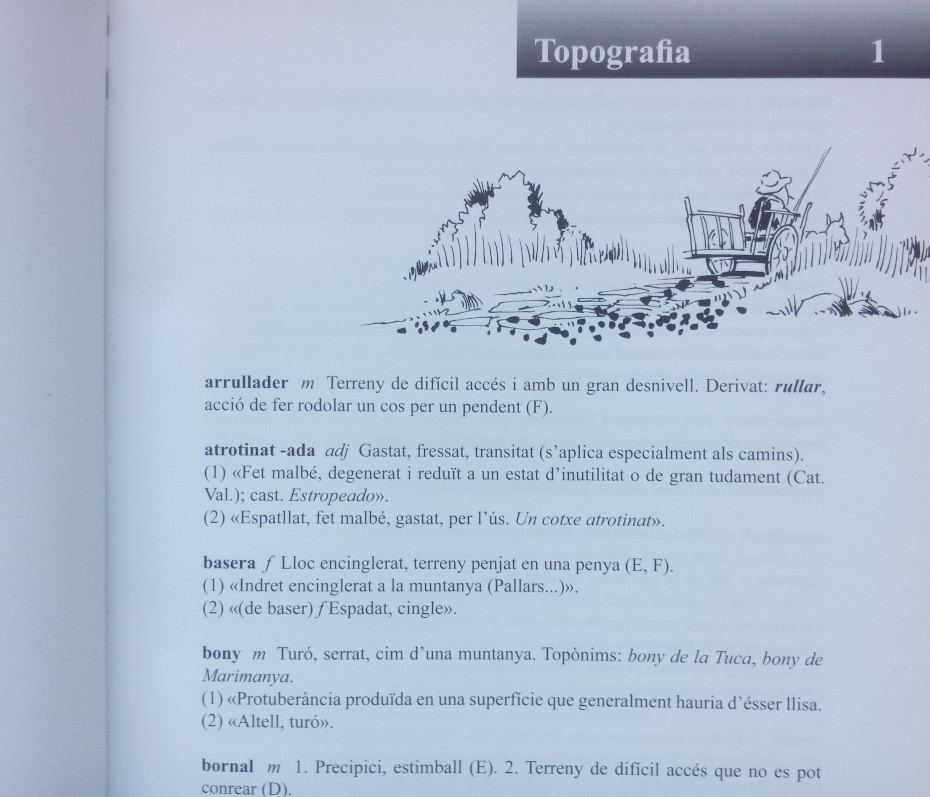 Topografia 1
arrullader m Terreny de difícil accés i amb un gran desnivell. Derivat: rullar,
acció de fer rodolar un cos per un pendent (F).
atrotinat -ada adj Gastat, fressat, transitat (s’aplica especialment als camins).
(1) «Fet malbé, degenerat i reduït a un estat d’inutilitat o de gran tudament (Cat.
Val.); cast. Estropeado».
(2) «Espatllat, fet malbé, gastat, per l’ús. Un cotxe atrotinat».
basera f Lloc encinglerat, terreny penjat en una penya (E, F).
(1) «Indret encinglerat a la muntanya (Pallars...)».
(2) «(de baser) f Espadat, cingle».
bony m Turó, serrat, cim d’una muntanya. Topònims: bony de la Tuca, bony de
Marimanya.
(1) «Protuberància produïda en una superfície que generalment hauria d’ésser llisa.
(2) «Altell, turó».
bornal m 1. Precipici, estimball (E). 2. Terreny de difícil accés que no es pot
conrear (D).